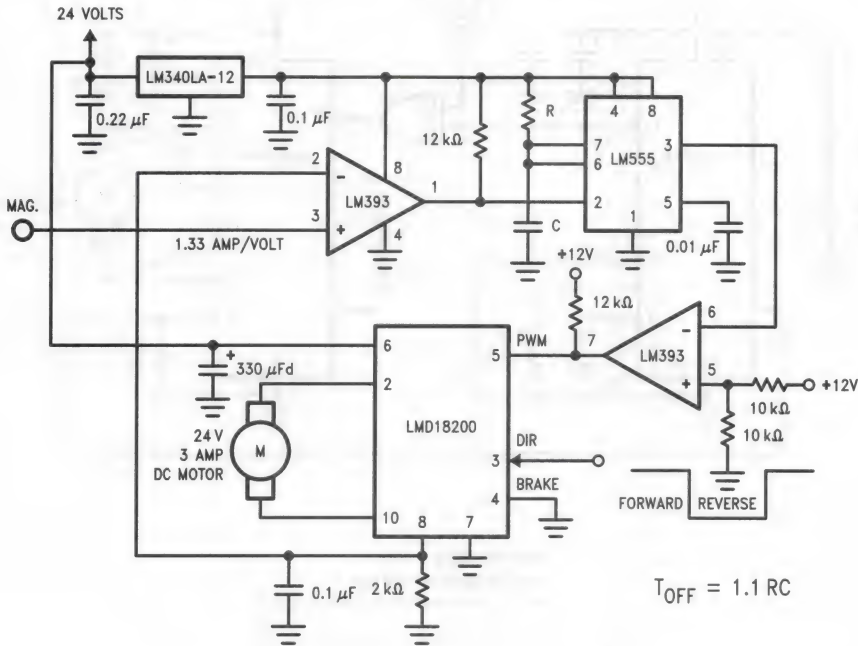 24 VOLTS
LM340LA-12
0.22 μF
0.1 μF
12 kΩ
R
4
8
7
6
LM555
3
2
8
LM393
1
2
5
MAG.
3
4
1.33 AMP/VOLT
C
1
0.01 μF
+12V
12 kΩ
6
6
PWM
7
LM393
330 μFd
5
5
+12V
2
10 kΩ
10 kΩ
LMD18200
24 V
3 AMP
DC MOTOR
M
DIR
3
BRAKE
4
FORWARD
REVERSE
10
8
7
0.1 μF
2 kΩ
T_OFF = 1.1 RC